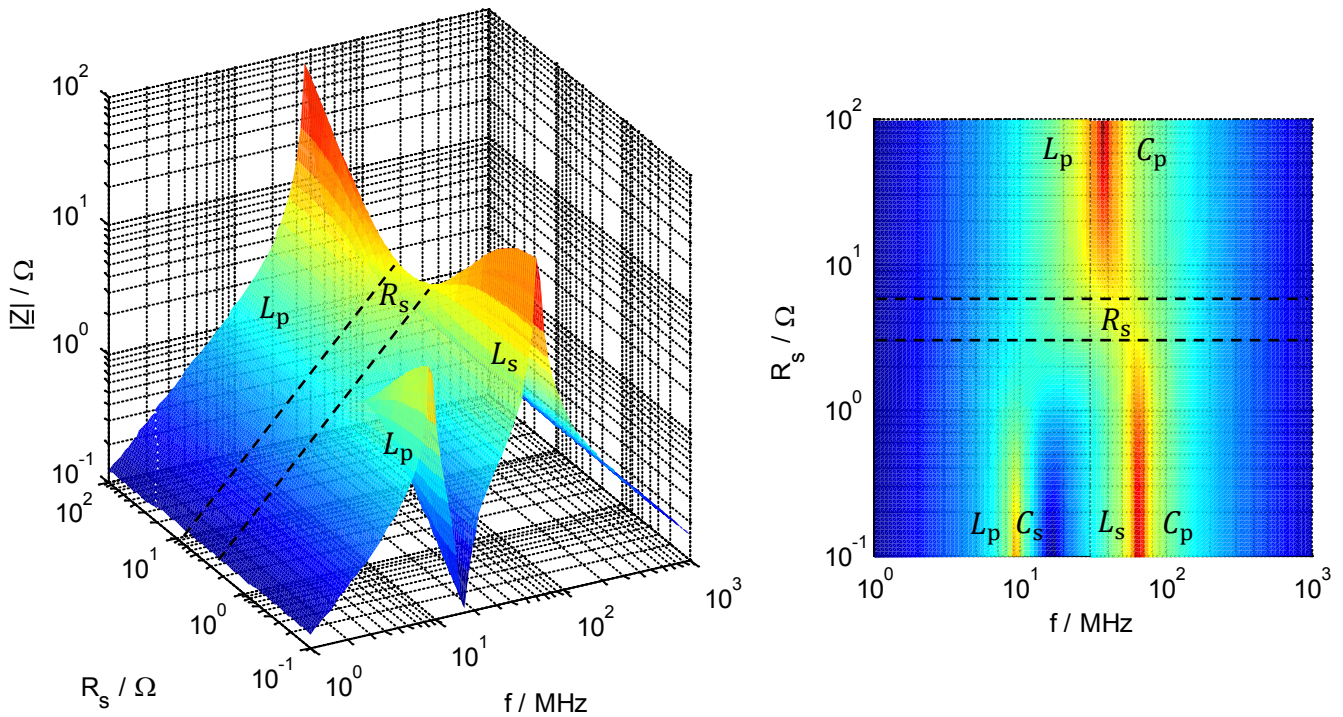 |Z| / Ω
10²
10¹
10⁰
10⁻¹
10²
10¹
10⁰
10⁻¹
R_s / Ω
10⁰
10¹
10²
10³
f / MHz
L_p
R_s
L_s
L_p
R_s / Ω
10²
10¹
10⁰
10⁻¹
L_p C_p
R_s
L_p C_s L_s C_p
10⁰ 10¹ 10² 10³
f / MHz